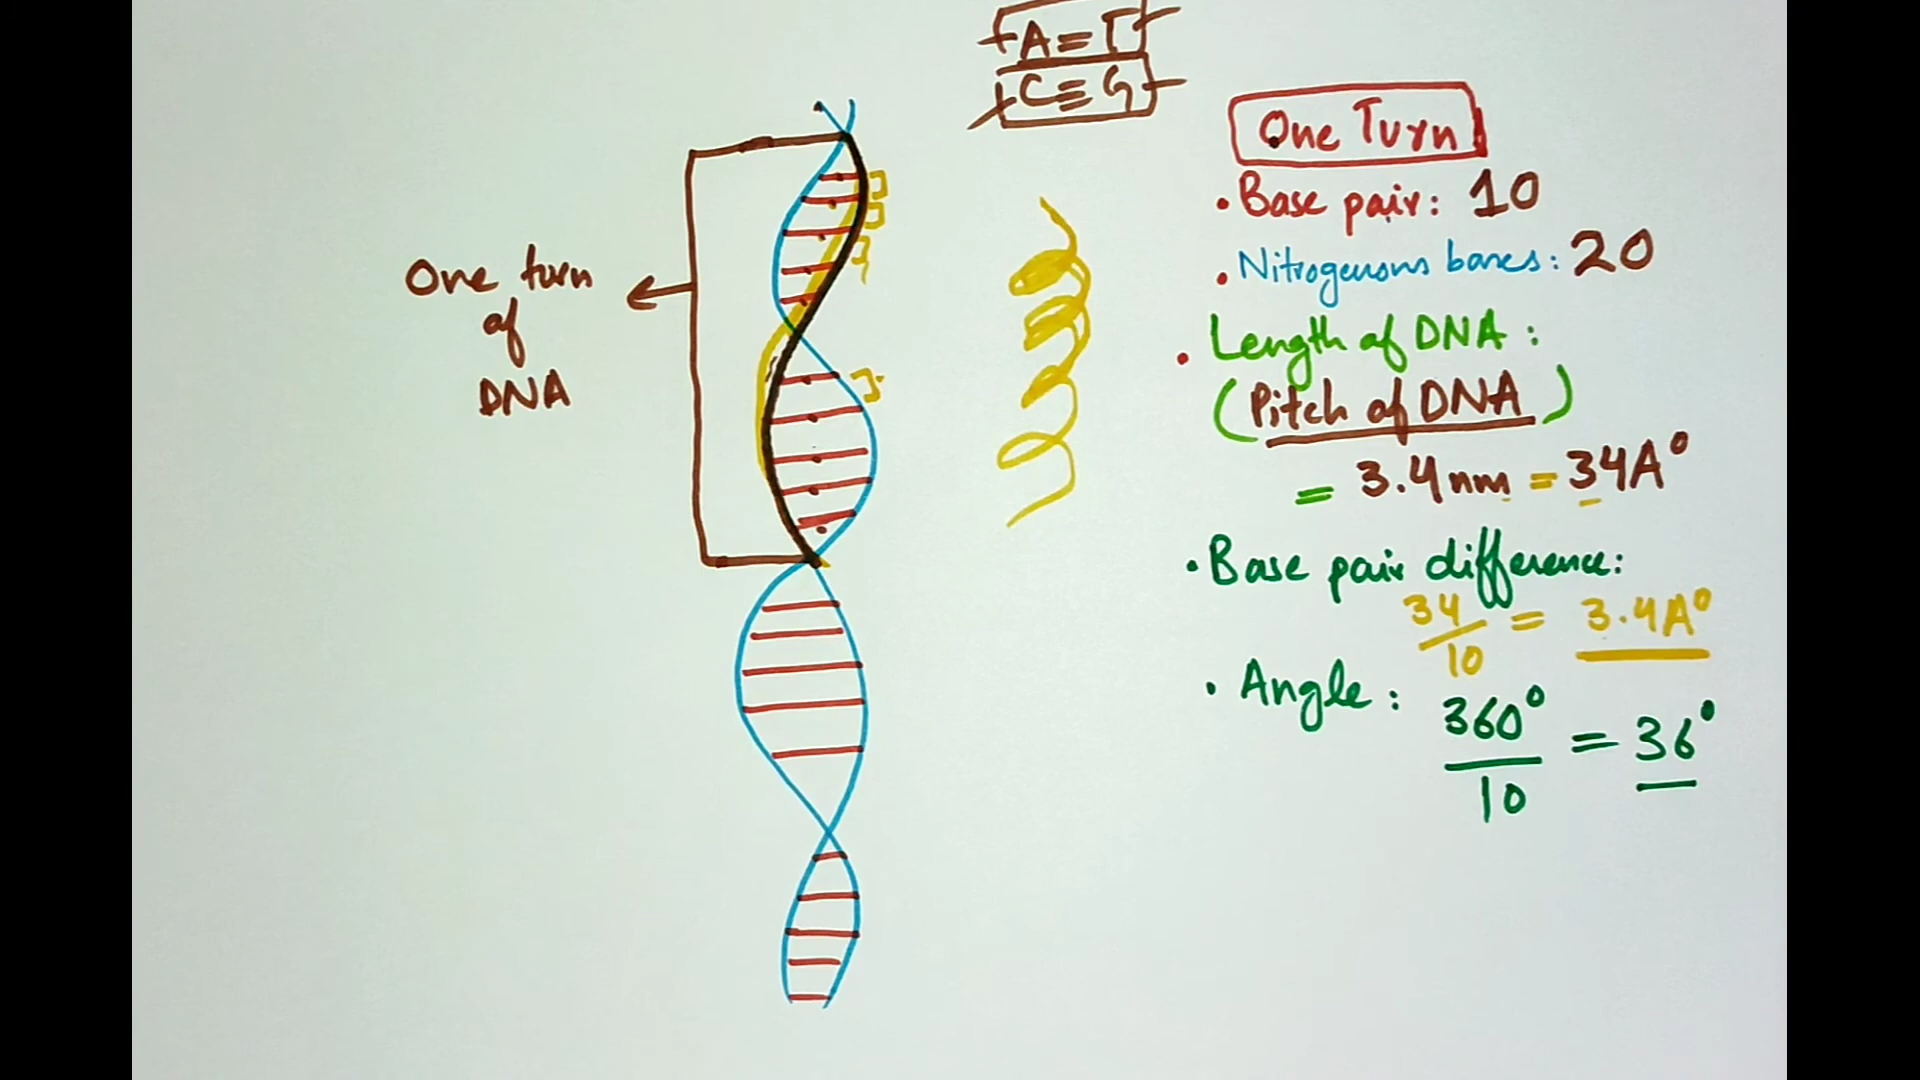 A=T
C≡G
One Turn
• Base pair: 10
• Nitrogenous bases: 20
• Length of DNA:
(Pitch of DNA)
= 3.4nm = 34A°
• Base pair difference:
34/10 = 3.4A°
• Angle: 360°/10 = 36°
One turn
of
DNA